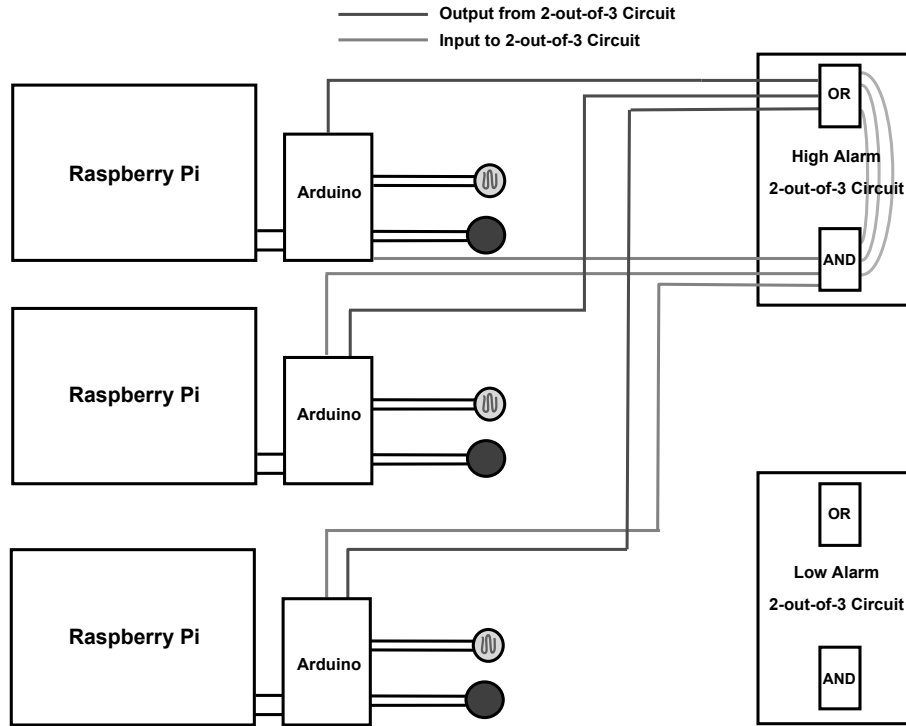 Output from 2-out-of-3 Circuit
Input to 2-out-of-3 Circuit
OR
High Alarm
2-out-of-3 Circuit
AND
Raspberry Pi
Arduino
Raspberry Pi
Arduino
OR
Low Alarm
2-out-of-3 Circuit
AND
Raspberry Pi
Arduino